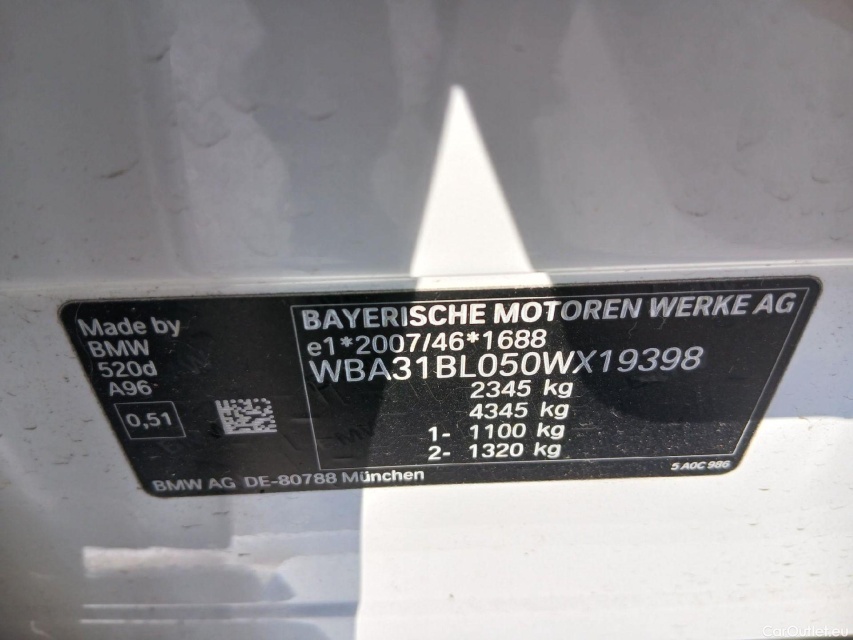 Made by
BMW
520d
A96
0,51
BAYERISCHE MOTOREN WERKE AG
e1*2007/46*1688
WBA31BL050WX19398
2345 kg
4345 kg
1- 1100 kg
2- 1320 kg
BMW AG DE-80788 München
5 A0C 986
CarOutlet.eu